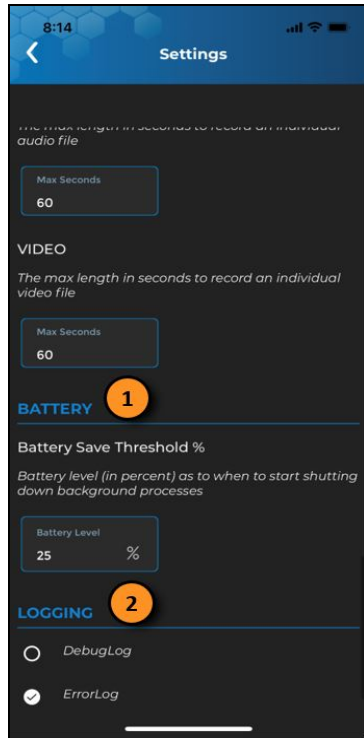 8:14
Settings
The max length in seconds to record an individual
audio file
Max Seconds
60
VIDEO
The max length in seconds to record an individual
video file
Max Seconds
60
1
BATTERY
Battery Save Threshold %
Battery level (in percent) as to when to start shutting
down background processes
Battery Level
25 %
2
LOGGING
DebugLog
ErrorLog